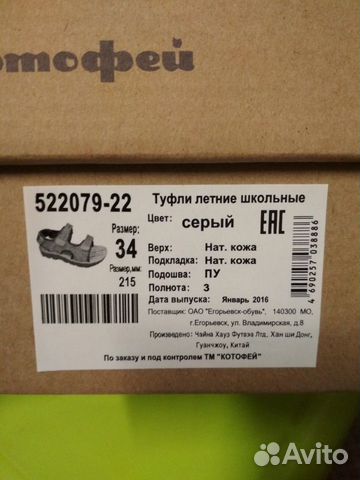 отофей
522079-22
Туфли летние школьные
Цвет: серый
EAC
Размер:
34
Размер,мм:
215
Верх: Нат. кожа
Подкладка: Нат. кожа
Подошва: ПУ
Полнота: 3
Дата выпуска: Январь 2016
4 690257 038886
Поставщик: ОАО "Егорьевск-обувь", 140300 МО,
г.Егорьевск, ул. Владимирская, д.8
Произведено: Чайна Хауз Футвэа Лтд, Хан ши Донг,
Гуанчжоу, Китай
По заказу и под контролем ТМ "КОТОФЕЙ"
Avito